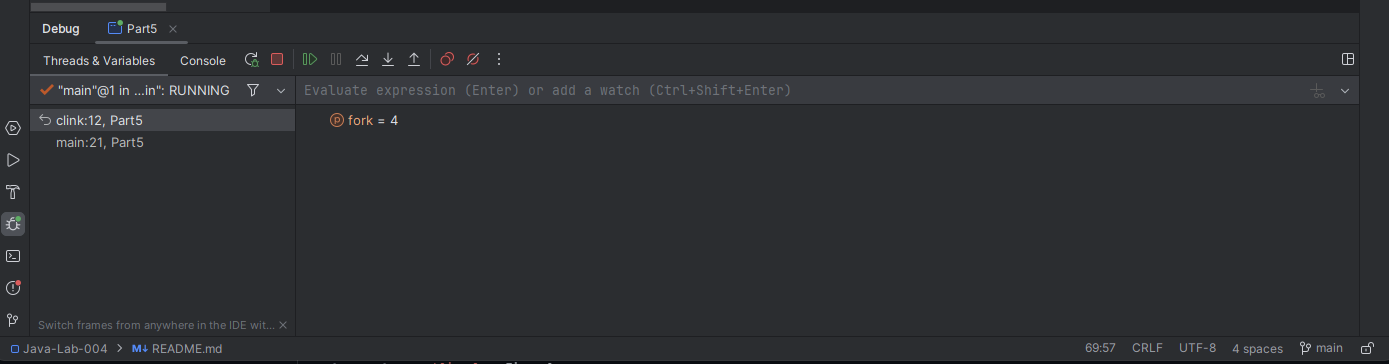 Debug Part5
Threads & Variables Console
"main"@1 in ...in": RUNNING
Evaluate expression (Enter) or add a watch (Ctrl+Shift+Enter)
clink:12, Part5
fork = 4
main:21, Part5
Switch frames from anywhere in the IDE wit...
Java-Lab-004 > M↓ README.md 69:57 CRLF UTF-8 4 spaces main